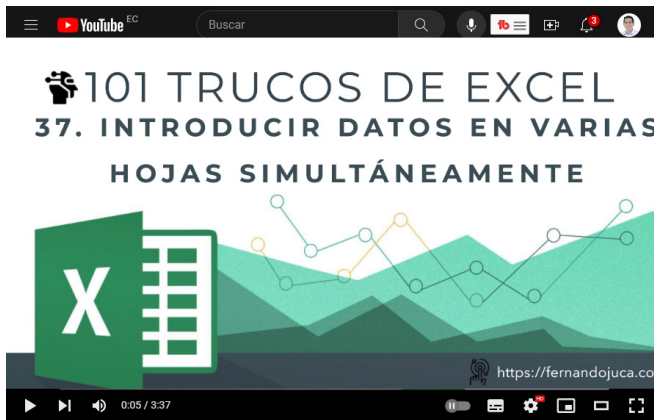 YouTube EC
Buscar
3
101 TRUCOS DE EXCEL
37. INTRODUCIR DATOS EN VARIAS
HOJAS SIMULTÁNEAMENTE
X
https://fernandojuca.co
0:05 / 3:37
HD